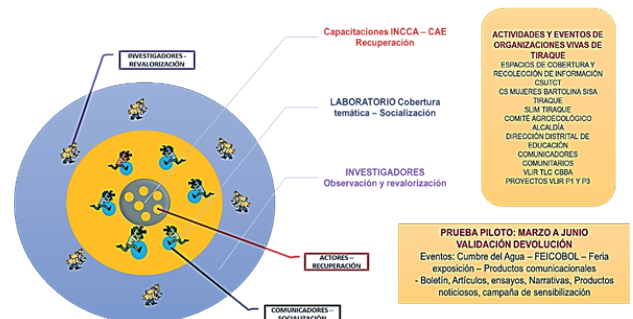 INVESTIGADORES -
REVALORIZACIÓN
Capacitaciones INCCA – CAE
Recuperación
LABORATORIO Cobertura
temática – Socialización
INVESTIGADORES
Observación y revalorización
ACTORES –
RECUPERACIÓN
COMUNICADORES –
SOCIALIZACIÓN
ACTIVIDADES Y EVENTOS DE
ORGANIZACIONES VIVAS DE
TIRAQUE
ESPACIOS DE COBERTURA Y
RECOLECCIÓN DE INFORMACIÓN
CSUTCT
CS MUJERES BARTOLINA SISA
TIRAQUE
SLIM TIRAQUE
COMITÉ AGROECOLÓGICO
ALCALDÍA
DIRECCIÓN DISTRITAL DE
EDUCACIÓN
COMUNICADORES
COMUNITARIOS
VLIR TLC CBBA
PROYECTOS VLIR P1 Y P3
PRUEBA PILOTO: MARZO A JUNIO
VALIDACIÓN DEVOLUCIÓN
Eventos: Cumbre del Agua – FEICOBOL – Feria
exposición – Productos comunicacionales
- Boletín, Artículos, ensayos, Narrativas, Productos
noticiosos, campaña de sensibilización